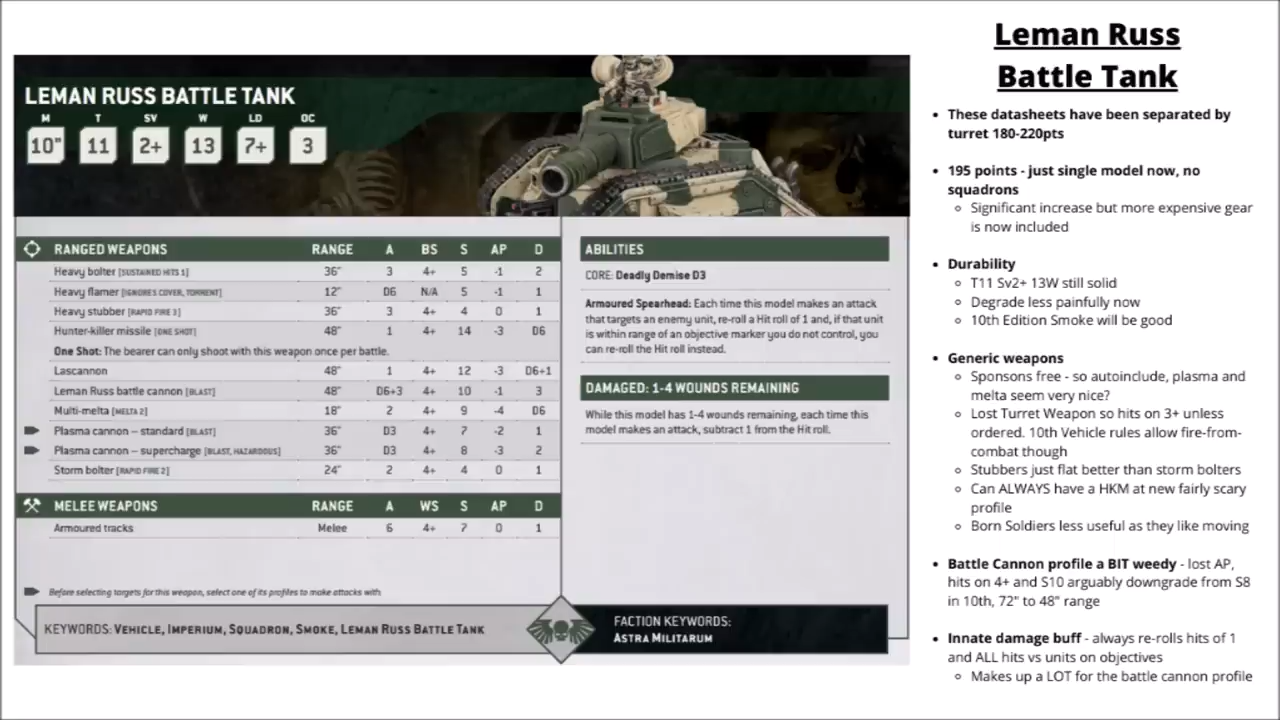 LEMAN RUSS BATTLE TANK
M T SV W LD OC
10" 11 2+ 13 7+ 3
RANGED WEAPONS RANGE A BS S AP D
Heavy bolter [SUSTAINED HITS 1] 36" 3 4+ 5 -1 2
Heavy flamer [IGNORES COVER, TORRENT] 12" D6 N/A 5 -1 1
Heavy stubber [RAPID FIRE 3] 36" 3 4+ 4 0 1
Hunter-killer missile [ONE SHOT] 48" 1 4+ 14 -3 D6
One Shot: The bearer can only shoot with this weapon once per battle.
Lascannon 48" 1 4+ 12 -3 D6+1
Leman Russ battle cannon [BLAST] 48" D6+3 4+ 10 -1 3
Multi-melta [MELTA 2] 18" 2 4+ 9 -4 D6
Plasma cannon – standard [BLAST] 36" D3 4+ 7 -2 1
Plasma cannon – supercharge [BLAST, HAZARDOUS] 36" D3 4+ 8 -3 2
Storm bolter [RAPID FIRE 2] 24" 2 4+ 4 0 1
MELEE WEAPONS RANGE A WS S AP D
Armoured tracks Melee 6 4+ 7 0 1
Before selecting targets for this weapon, select one of its profiles to make attacks with.
KEYWORDS: VEHICLE, IMPERIUM, SQUADRON, SMOKE, LEMAN RUSS BATTLE TANK
ABILITIES
CORE: Deadly Demise D3
Armoured Spearhead: Each time this model makes an attack
that targets an enemy unit, re-roll a Hit roll of 1 and, if that unit
is within range of an objective marker you do not control, you
can re-roll the Hit roll instead.
DAMAGED: 1-4 WOUNDS REMAINING
While this model has 1-4 wounds remaining, each time this
model makes an attack, subtract 1 from the Hit roll.
FACTION KEYWORDS:
ASTRA MILITARUM
Leman Russ
Battle Tank
• These datasheets have been separated by
turret 180-220pts
• 195 points - just single model now, no
squadrons
○ Significant increase but more expensive gear
is now included
• Durability
○ T11 Sv2+ 13W still solid
○ Degrade less painfully now
○ 10th Edition Smoke will be good
• Generic weapons
○ Sponsons free - so autoinclude, plasma and
melta seem very nice?
○ Lost Turret Weapon so hits on 3+ unless
ordered. 10th Vehicle rules allow fire-from-
combat though
○ Stubbers just flat better than storm bolters
○ Can ALWAYS have a HKM at new fairly scary
profile
○ Born Soldiers less useful as they like moving
• Battle Cannon profile a BIT weedy - lost AP,
hits on 4+ and S10 arguably downgrade from S8
in 10th, 72" to 48" range
• Innate damage buff - always re-rolls hits of 1
and ALL hits vs units on objectives
○ Makes up a LOT for the battle cannon profile